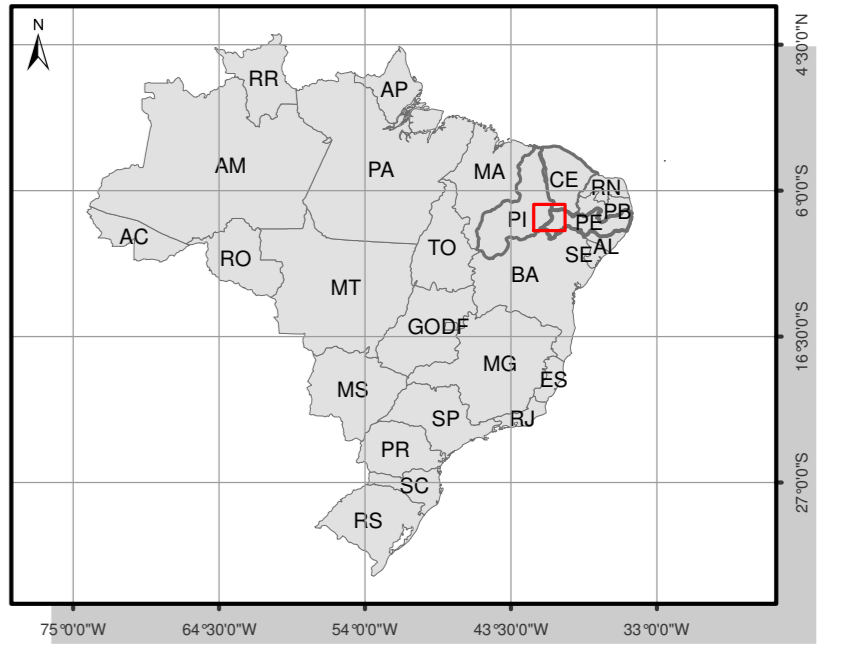 N
RR
AP
AM
PA
MA
CE
RN
PI
PB
PE
AC
TO
AL
RO
SE
BA
MT
GODF
MG
ES
MS
SP
RJ
PR
SC
RS
4°30'0"N
6°0'0"S
16°30'0"S
27°0'0"S
75°0'0"W
64°30'0"W
54°0'0"W
43°30'0"W
33°0'0"W